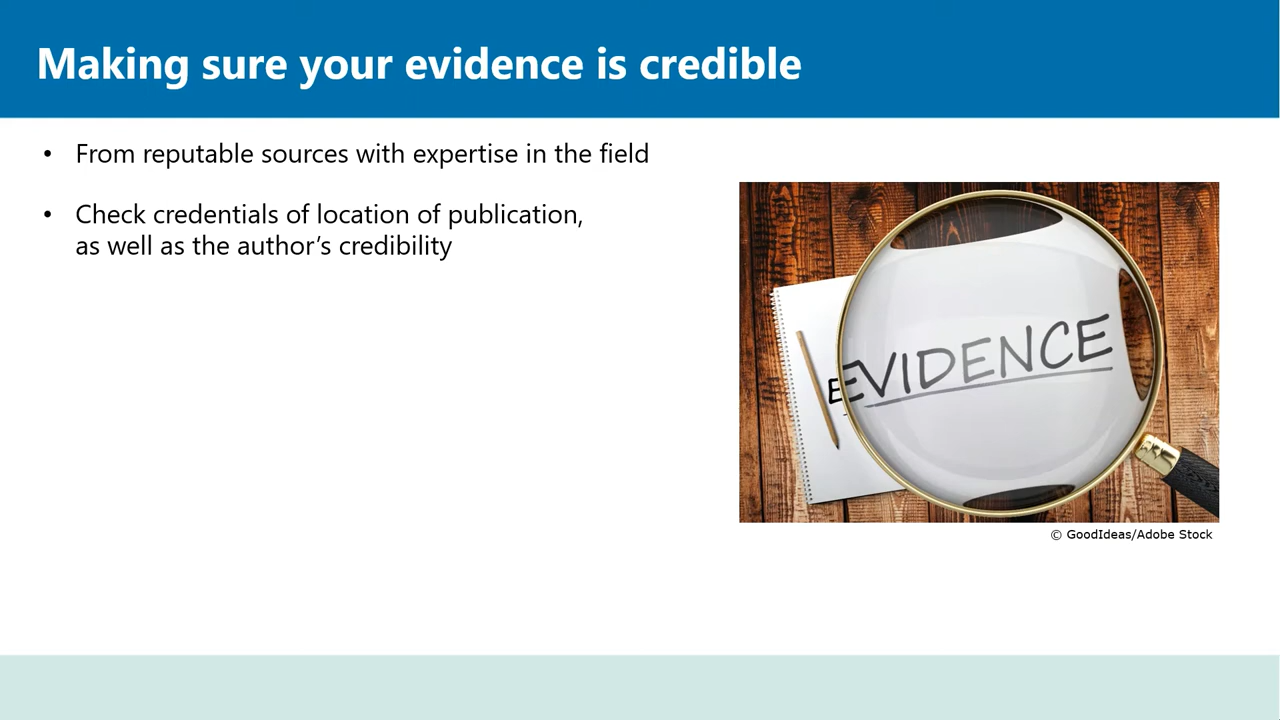 Making sure your evidence is credible
• From reputable sources with expertise in the field
• Check credentials of location of publication,
as well as the author’s credibility
EVIDENCE
© GoodIdeas/Adobe Stock